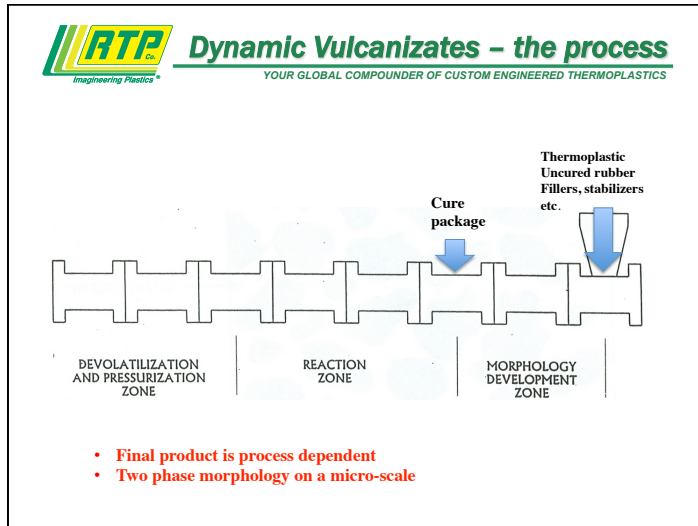 RTP
Co.
Imagineering Plastics®
Dynamic Vulcanizates – the process
YOUR GLOBAL COMPOUNDER OF CUSTOM ENGINEERED THERMOPLASTICS
Thermoplastic
Uncured rubber
Fillers, stabilizers
etc.
Cure
package
DEVOLATILIZATION
AND PRESSURIZATION
ZONE
REACTION
ZONE
MORPHOLOGY
DEVELOPMENT
ZONE
• Final product is process dependent
• Two phase morphology on a micro-scale